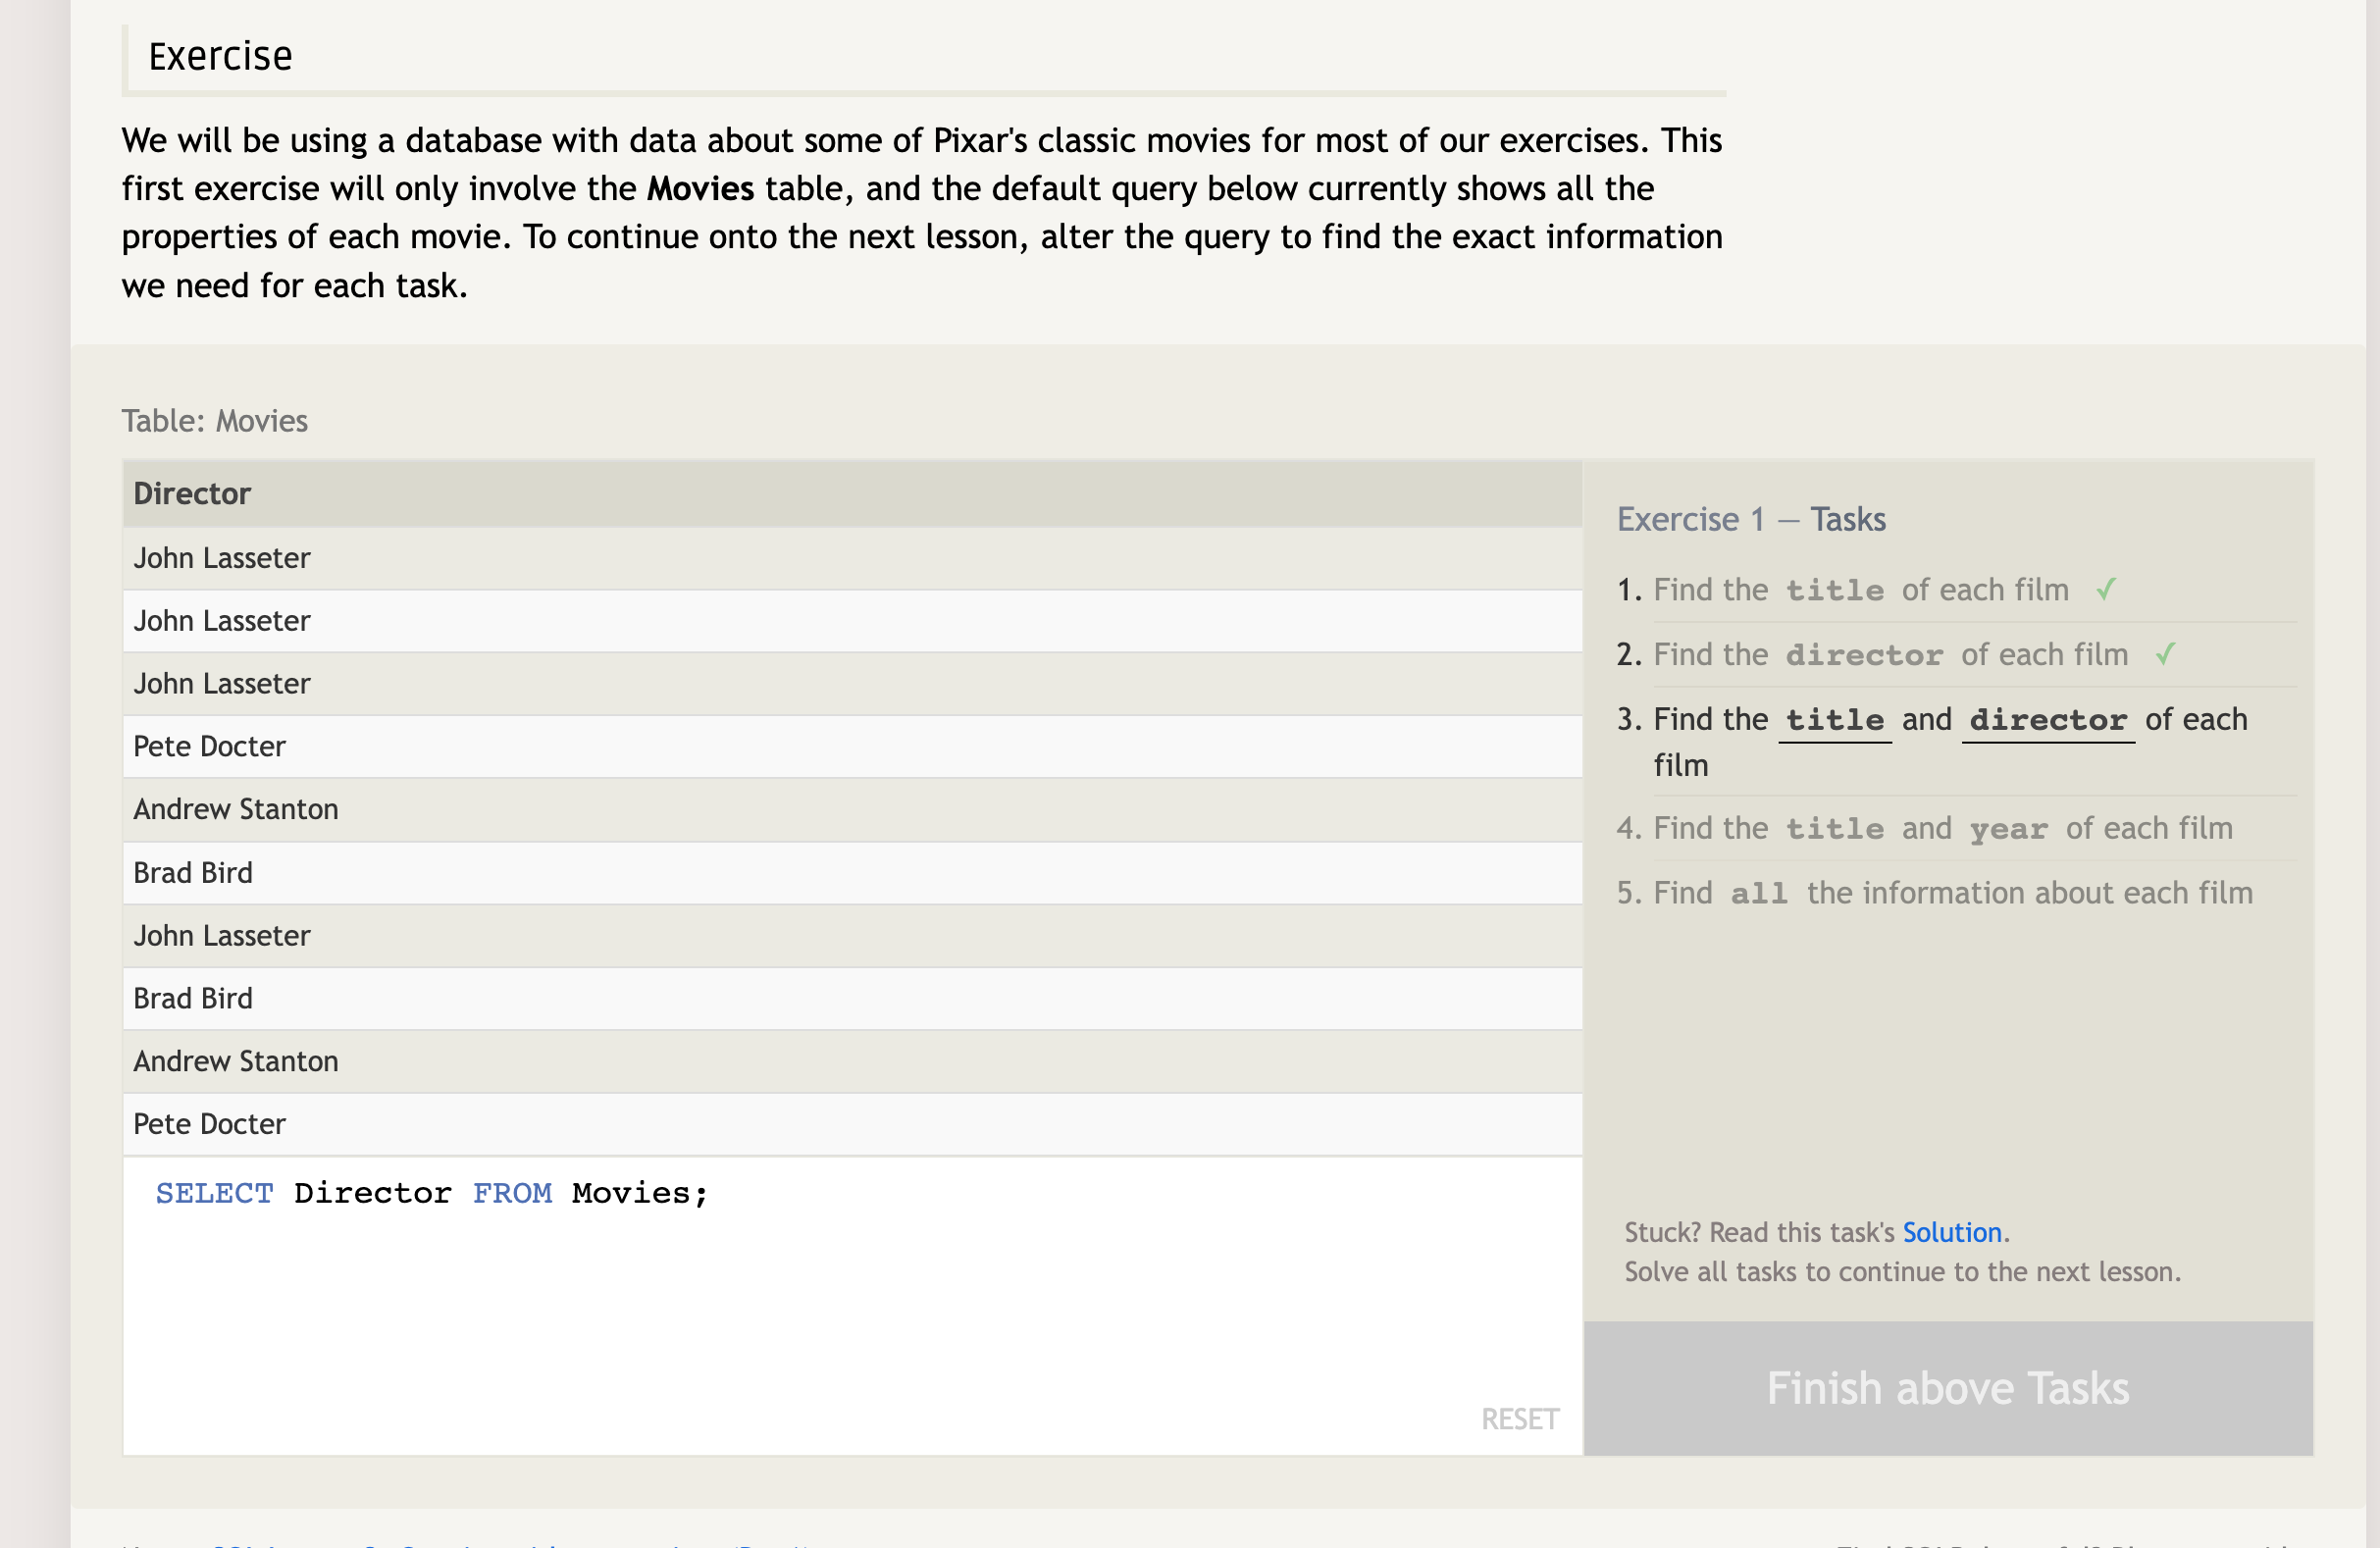 Exercise
We will be using a database with data about some of Pixar's classic movies for most of our exercises. This
first exercise will only involve the Movies table, and the default query below currently shows all the
properties of each movie. To continue onto the next lesson, alter the query to find the exact information
we need for each task.
Table: Movies
Director
John Lasseter
John Lasseter
John Lasseter
Pete Docter
Andrew Stanton
Brad Bird
John Lasseter
Brad Bird
Andrew Stanton
Pete Docter
SELECT Director FROM Movies;
RESET
Exercise 1 — Tasks
1. Find the title of each film ✓
2. Find the director of each film ✓
3. Find the title and director of each
film
4. Find the title and year of each film
5. Find all the information about each film
Stuck? Read this task's Solution.
Solve all tasks to continue to the next lesson.
Finish above Tasks